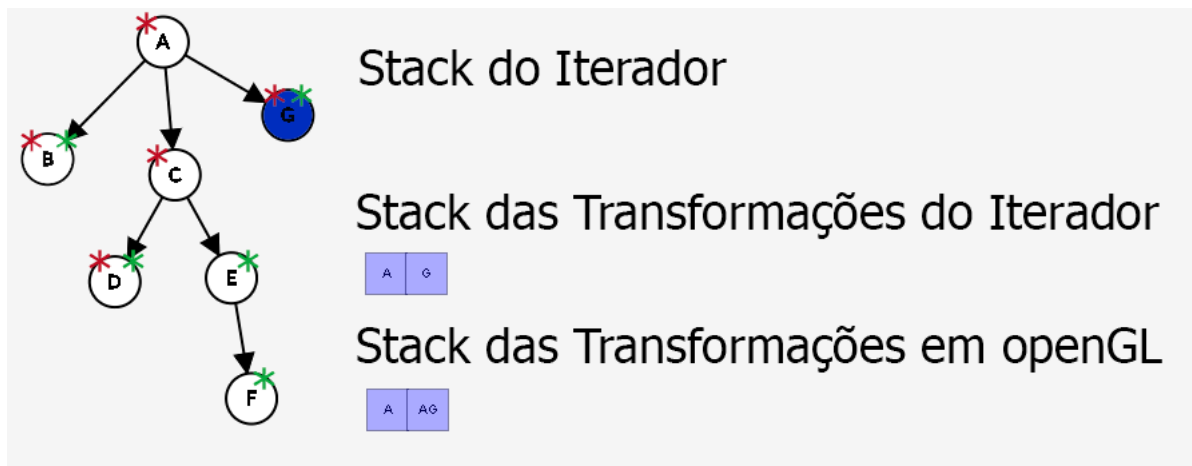 A
Stack do Iterador
G
B
C
Stack das Transformações do Iterador
D
E
A G
Stack das Transformações em openGL
F
A AG